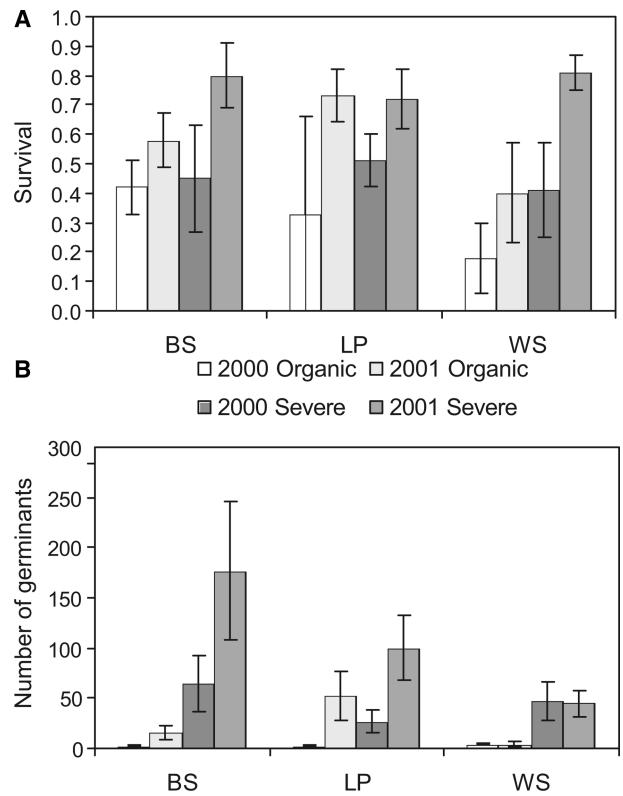 A
1.0
0.9
0.8
0.7
0.6
0.5
0.4
0.3
0.2
0.1
0.0
Survival
BS LP WS
B
2000 Organic 2001 Organic
2000 Severe 2001 Severe
300
250
200
150
100
50
0
Number of germinants
BS LP WS